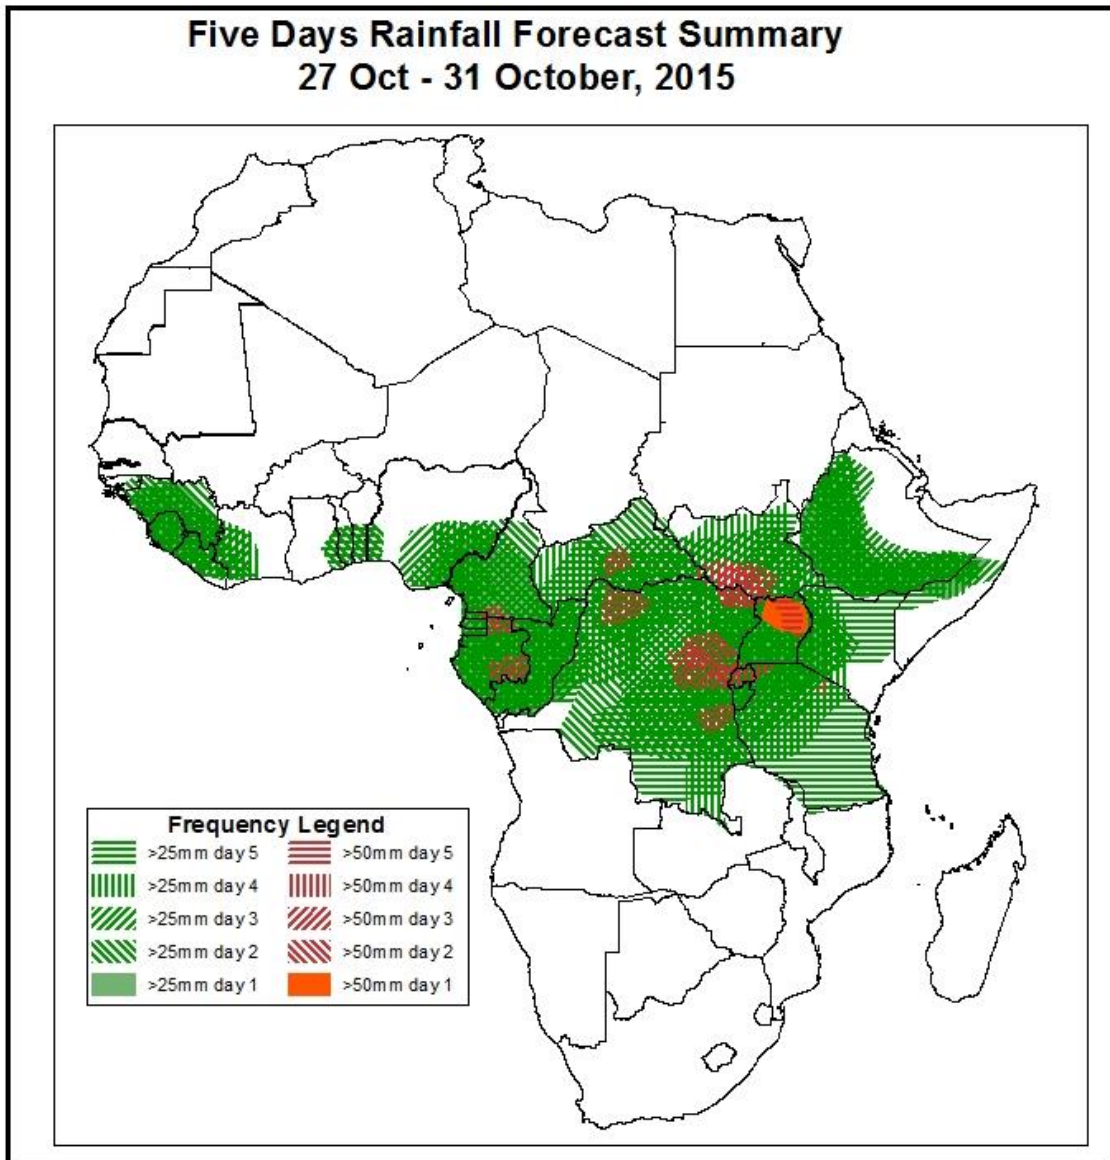 Five Days Rainfall Forecast Summary
27 Oct - 31 October, 2015
Frequency Legend
>25mm day 5 >50mm day 5
>25mm day 4 >50mm day 4
>25mm day 3 >50mm day 3
>25mm day 2 >50mm day 2
>25mm day 1 >50mm day 1